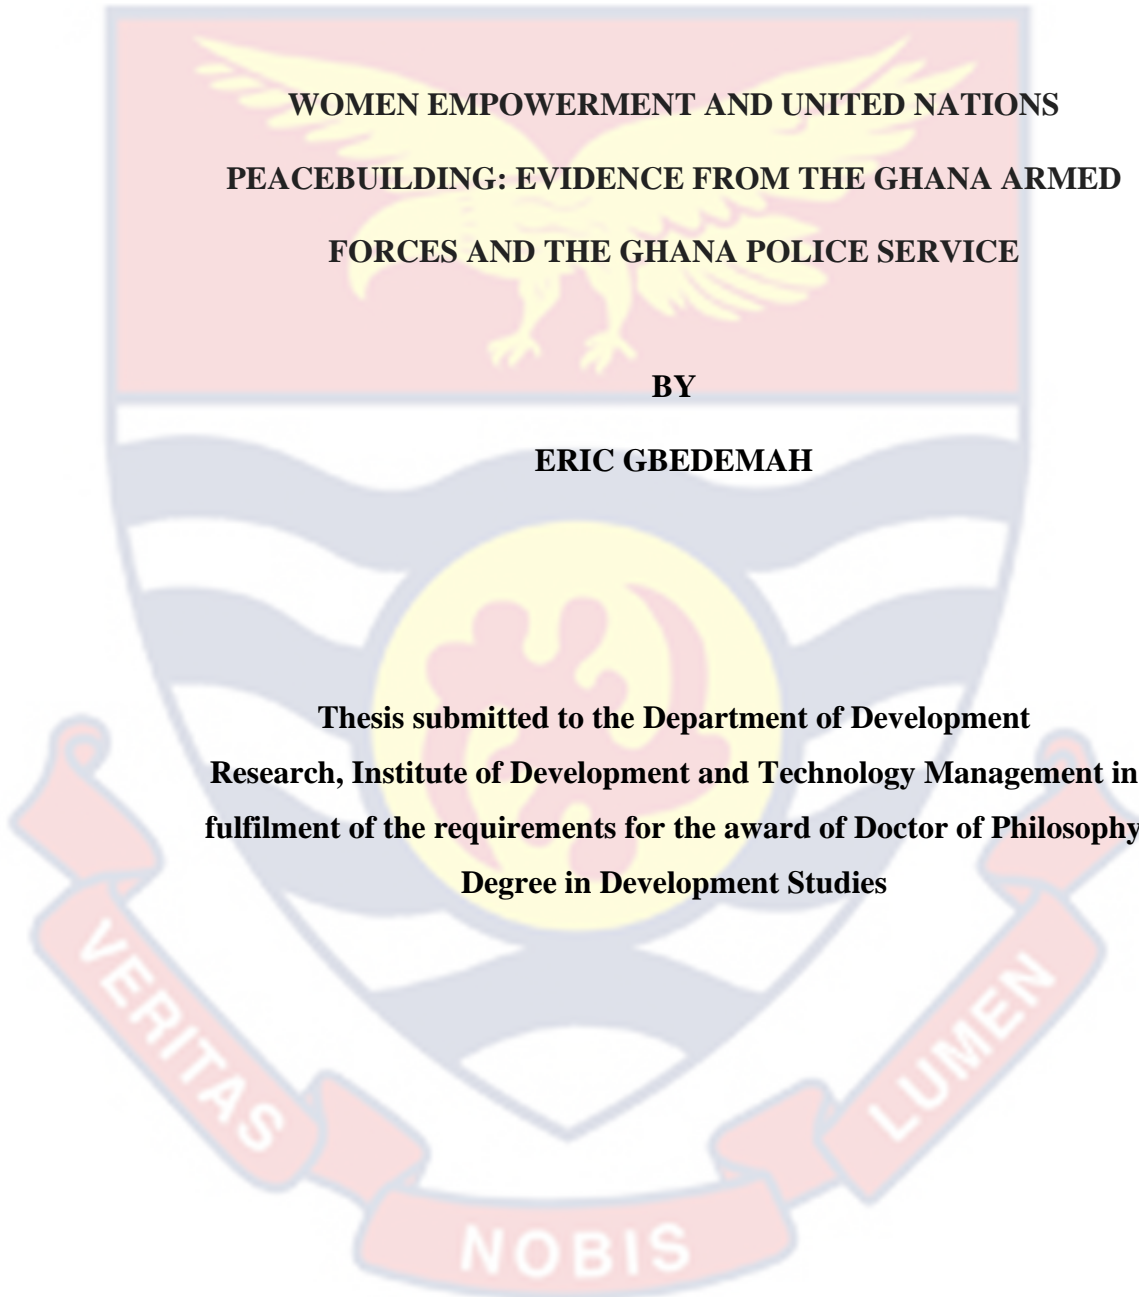 WOMEN EMPOWERMENT AND UNITED NATIONS
PEACEBUILDING: EVIDENCE FROM THE GHANA ARMED
FORCES AND THE GHANA POLICE SERVICE
BY
ERIC GBEDEMAH
Thesis submitted to the Department of Development
Research, Institute of Development and Technology Management in
fulfilment of the requirements for the award of Doctor of Philosophy
Degree in Development Studies
VERITAS
NOBIS
LUMEN